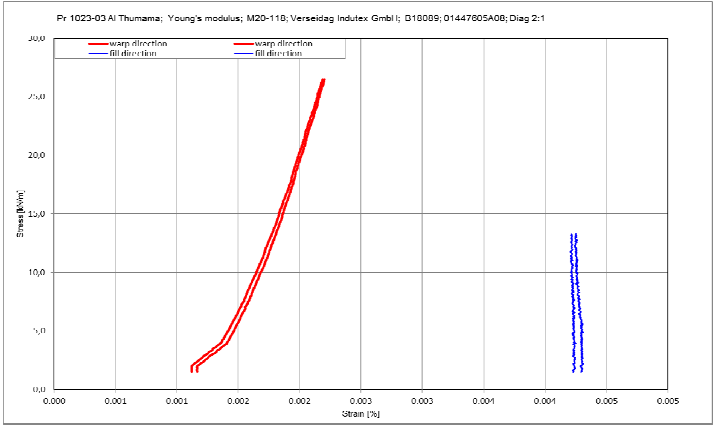 Pr 1023-03 Al Thumama; Young's modulus; M20-118; Verseidag Indutex GmbH; B18089; 01447605A08; Diag 2:1
30,0
warp direction warp direction
fill direction fill direction
25,0
20,0
Stress [kN/m]
15,0
10,0
5,0
0,0
0.000 0.001 0.001 0.002 0.002 0.003 0.003 0.004 0.004 0.005 0.005
Strain [%]